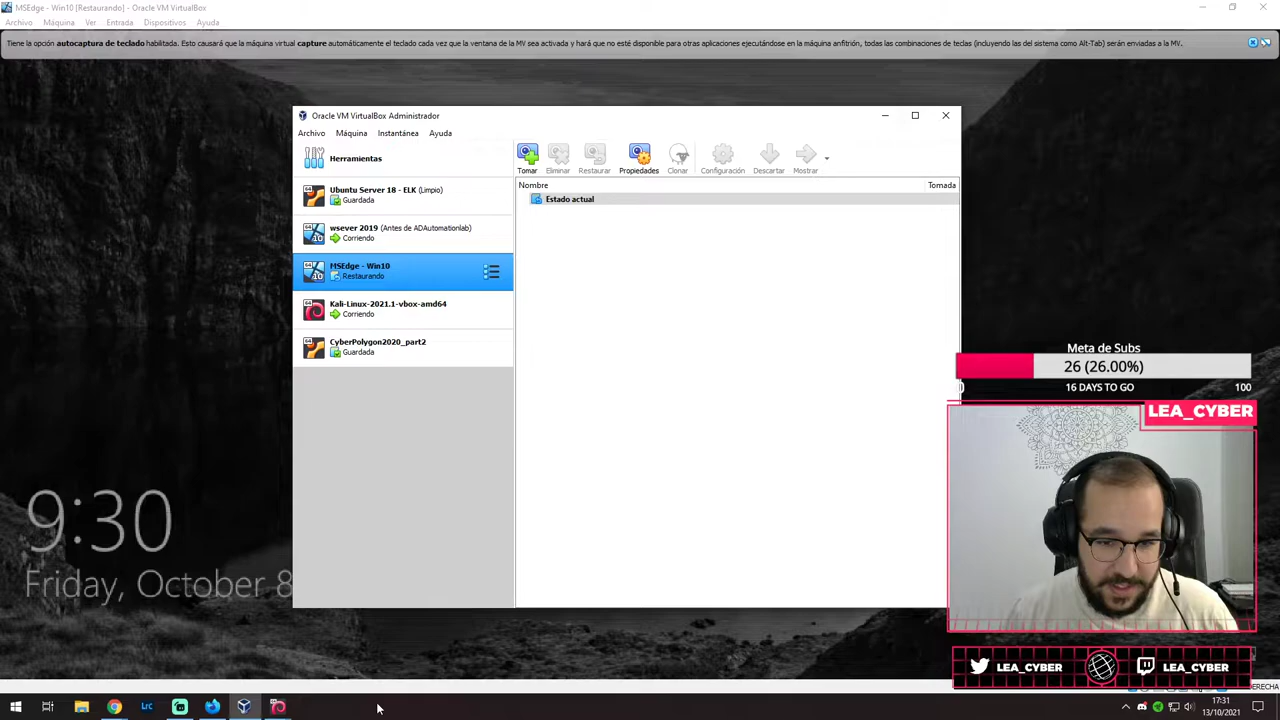 MSEdge - Win10 [Restaurando] - Oracle VM VirtualBox
Archivo Máquina Ver Entrada Dispositivos Ayuda
Tiene la opción autocaptura de teclado habilitada. Esto causará que la máquina virtual capture automáticamente el teclado cada vez que la ventana de la MV sea activada y hará que no esté disponible para otras aplicaciones ejecutándose en la máquina anfitrión, todas las combinaciones de teclas (incluyendo las del sistema como Alt-Tab) serán enviadas a la MV.
Oracle VM VirtualBox Administrador
Archivo Máquina Instantánea Ayuda
Herramientas
Tomar Eliminar Restaurar Propiedades Clonar Configuración Descartar Mostrar
Nombre Tomada
Estado actual
Ubuntu Server 18 - ELK (Limpio)
Guardada
wsever 2019 (Antes de ADAutomationlab)
Corriendo
MSEdge - Win10
Restaurando
Kali-Linux-2021.1-vbox-amd64
Corriendo
CyberPolygon2020_part2
Guardada
9:30
Friday, October 8
Meta de Subs
26 (26.00%)
0 16 DAYS TO GO 100
LEA_CYBER
LEA_CYBER LEA_CYBER
DERECHA
LRC
17:31
13/10/2021